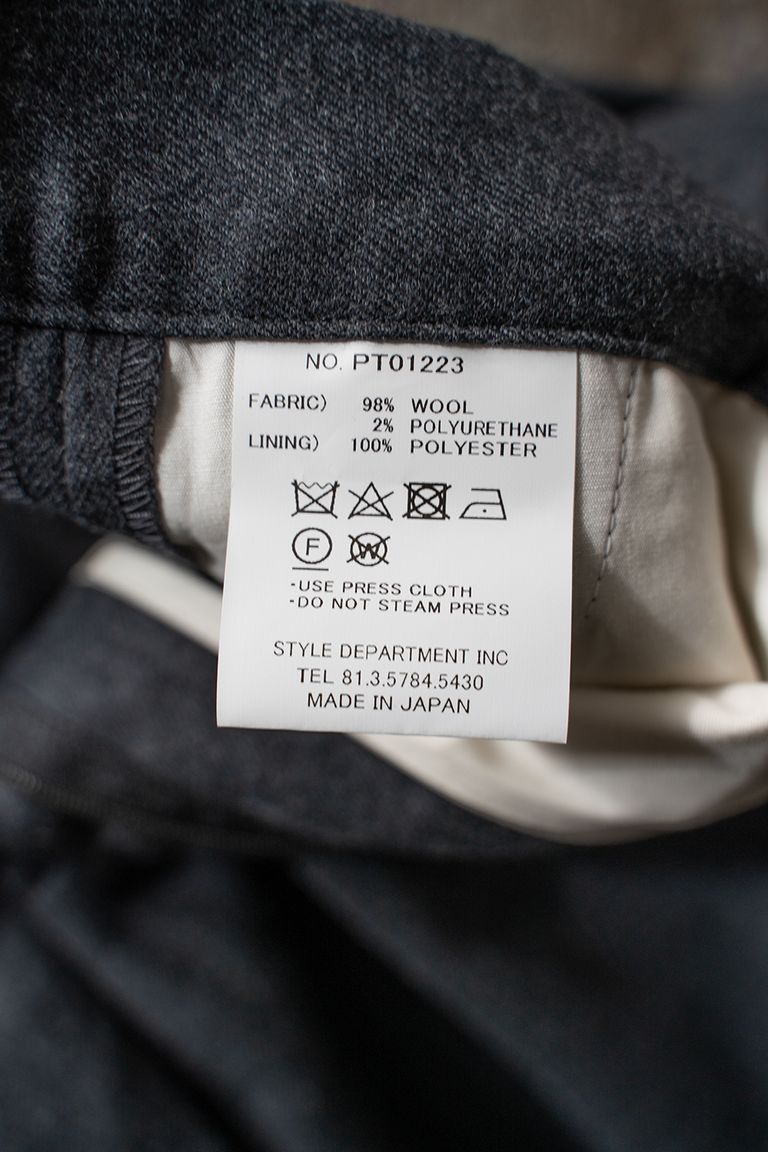 NO. PT01223
FABRIC) 98% WOOL
2% POLYURETHANE
LINING) 100% POLYESTER
F W
-USE PRESS CLOTH
-DO NOT STEAM PRESS
STYLE DEPARTMENT INC
TEL 81.3.5784.5430
MADE IN JAPAN